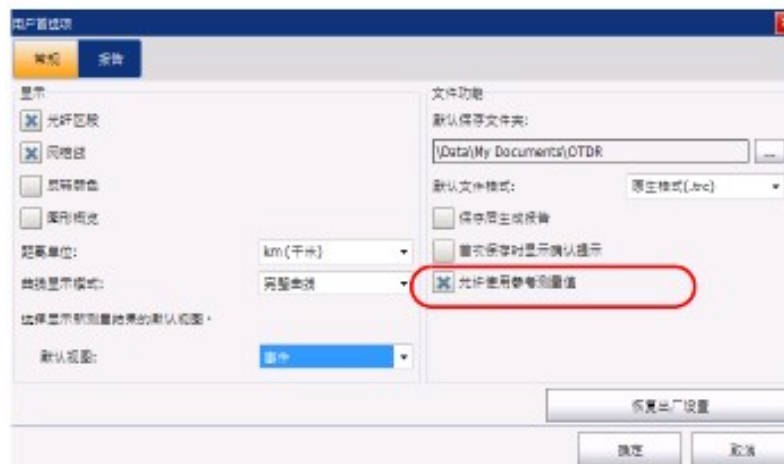 用户首选项
常规
报告
显示
光纤区段
网格线
反转颜色
图形概览
距离单位:
km (千米)
曲线显示模式:
完整曲线
选择显示新测量结果的默认视图。
默认视图:
事件
文件功能
默认保存文件夹:
\Data\My Documents\OTDR
...
默认文件格式:
原生格式(.trc)
保存后生成报告
首次保存时显示确认提示
允许使用参考测量值
恢复出厂设置
确定
取消